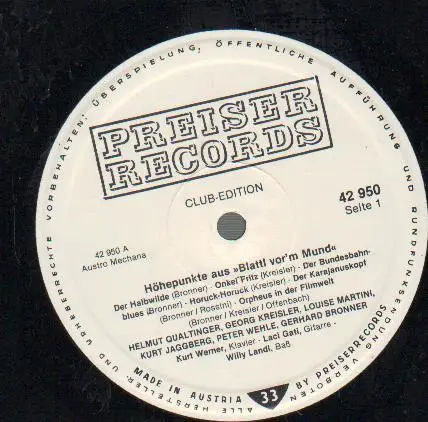 ALLE HERSTELLER- UND URHEBERRECHTE VORBEHALTEN; ÜBERSPIELUNG, ÖFFENTLICHE AUFFÜHRUNG UND RUNDFUNKSENDUNG VERBOTEN
PREISER
RECORDS
CLUB-EDITION
42 950
Seite 1
42 950 A
Austro Mechana
Höhepunkte aus »Blattl vor'm Mund«
Der Halbwilde (Bronner) - Onkel Fritz (Kreisler) - Der Bundesbahn-
blues (Bronner) - Horuck-Horuck (Kreisler) - Der Karajanuskopf
(Bronner / Rossini) - Orpheus in der Filmwelt
(Bronner / Kreisler / Offenbach)
HELMUT QUALTINGER, GEORG KREISLER, LOUISE MARTINI,
KURT JAGGBERG, PETER WEHLE, GERHARD BRONNER,
Kurt Werner, Klavier - Laci Gati, Gitarre -
Willy Landl, Baß
MADE IN AUSTRIA 33 BY PREISERRECORDS